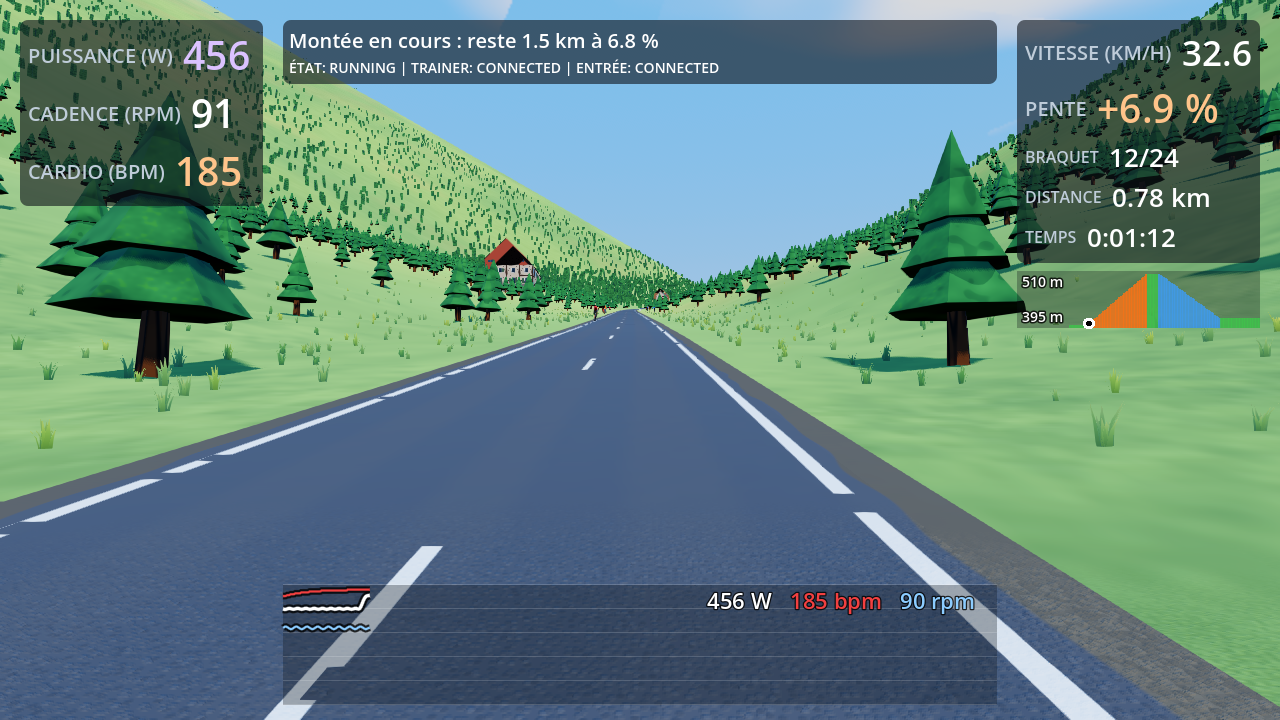 PUISSANCE (W) 456
CADENCE (RPM) 91
CARDIO (BPM) 185
Montée en cours : reste 1.5 km à 6.8 %
ÉTAT: RUNNING | TRAINER: CONNECTED | ENTRÉE: CONNECTED
VITESSE (KM/H) 32.6
PENTE +6.9 %
BRAQUET 12/24
DISTANCE 0.78 km
TEMPS 0:01:12
510 m
395 m
456 W 185 bpm 90 rpm